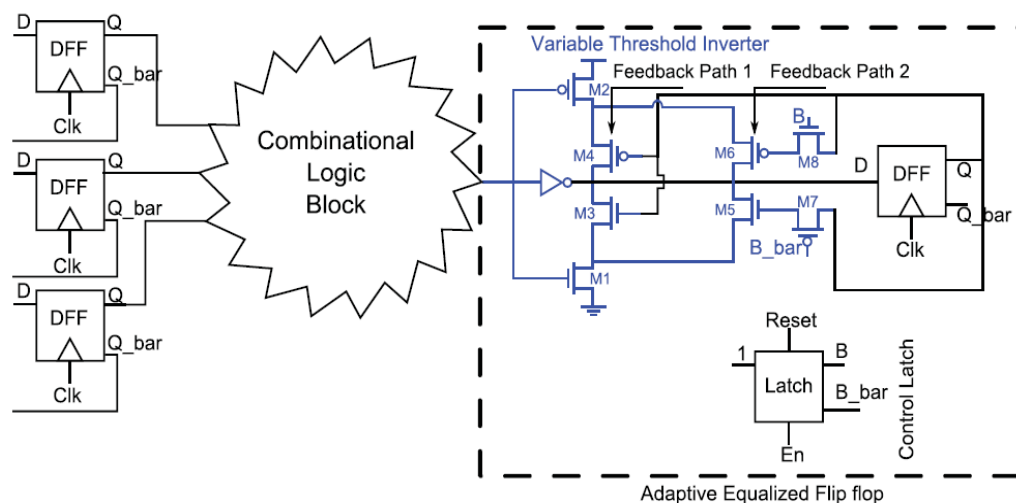 D
Q
DFF
Q_bar
Clk
D
Q
DFF
Q_bar
Clk
D
Q
DFF
Q_bar
Clk
Combinational
Logic
Block
Variable Threshold Inverter
Feedback Path 1
Feedback Path 2
M2
M4
M6
B
M8
M3
M5
M7
B_bar
M1
D
Q
DFF
Q_bar
Clk
Reset
1
B
Latch
B_bar
En
Control Latch
Adaptive Equalized Flip flop